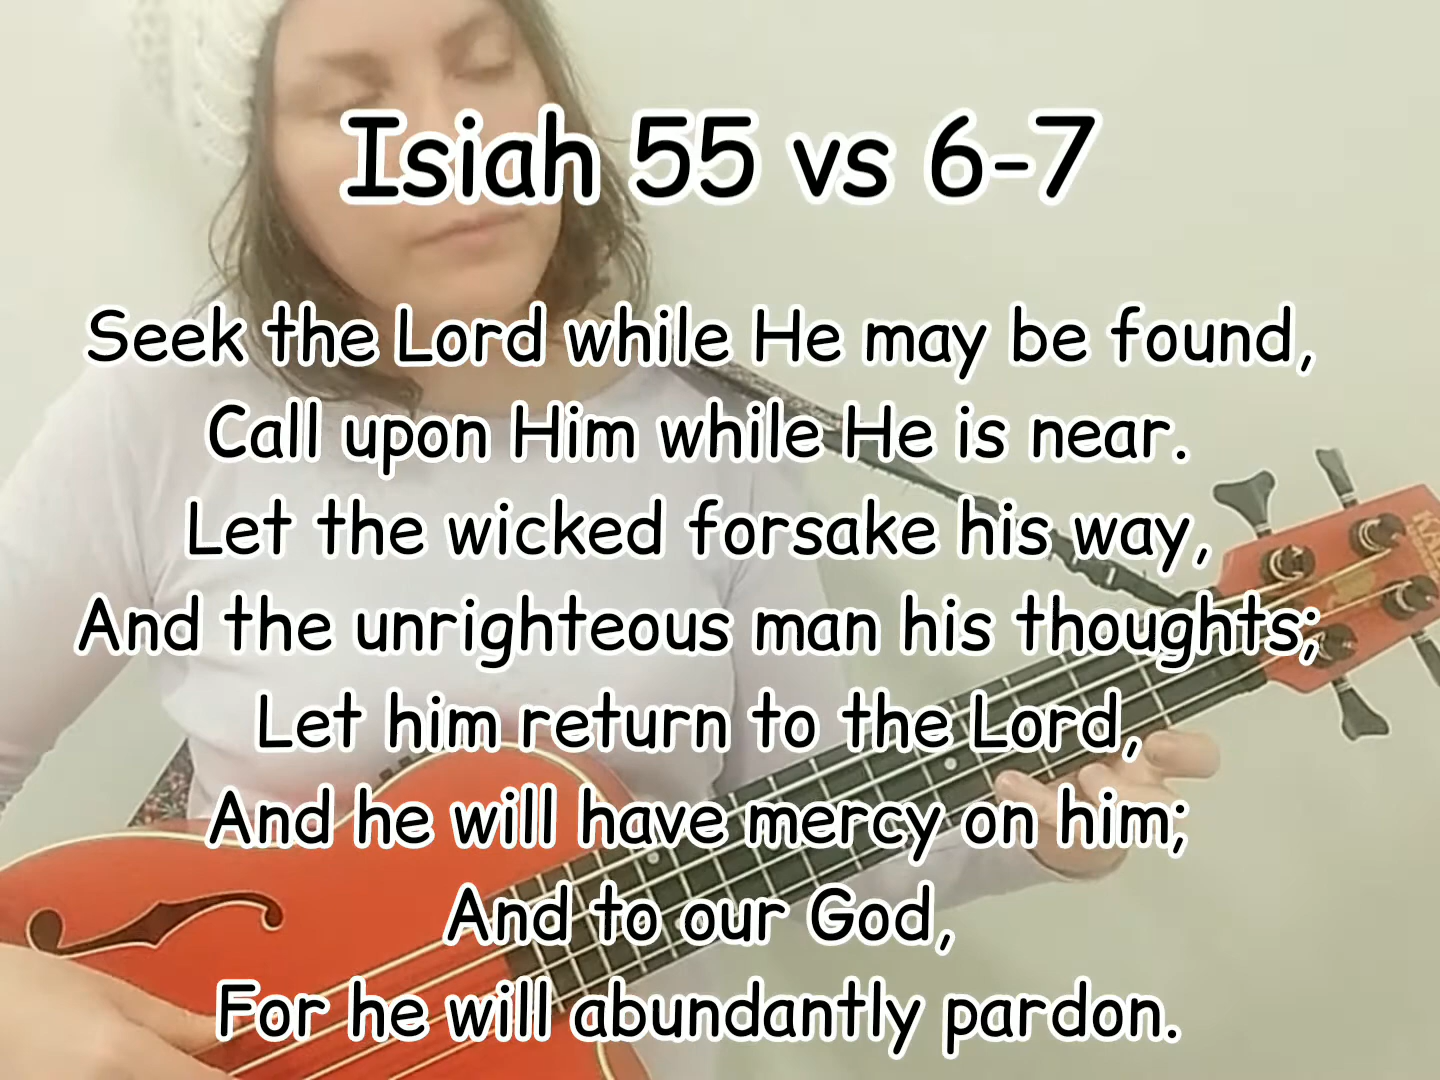 Isiah 55 vs 6-7
Seek the Lord while He may be found,
Call upon Him while He is near.
Let the wicked forsake his way,
And the unrighteous man his thoughts;
Let him return to the Lord,
And he will have mercy on him;
And to our God,
For he will abundantly pardon.